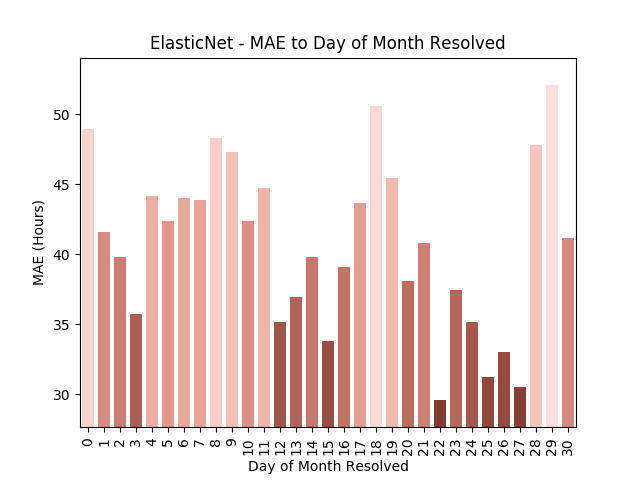 ElasticNet - MAE to Day of Month Resolved
MAE (Hours)
50
45
40
35
30
0 1 2 3 4 5 6 7 8 9 10 11 12 13 14 15 16 17 18 19 20 21 22 23 24 25 26 27 28 29 30
Day of Month Resolved